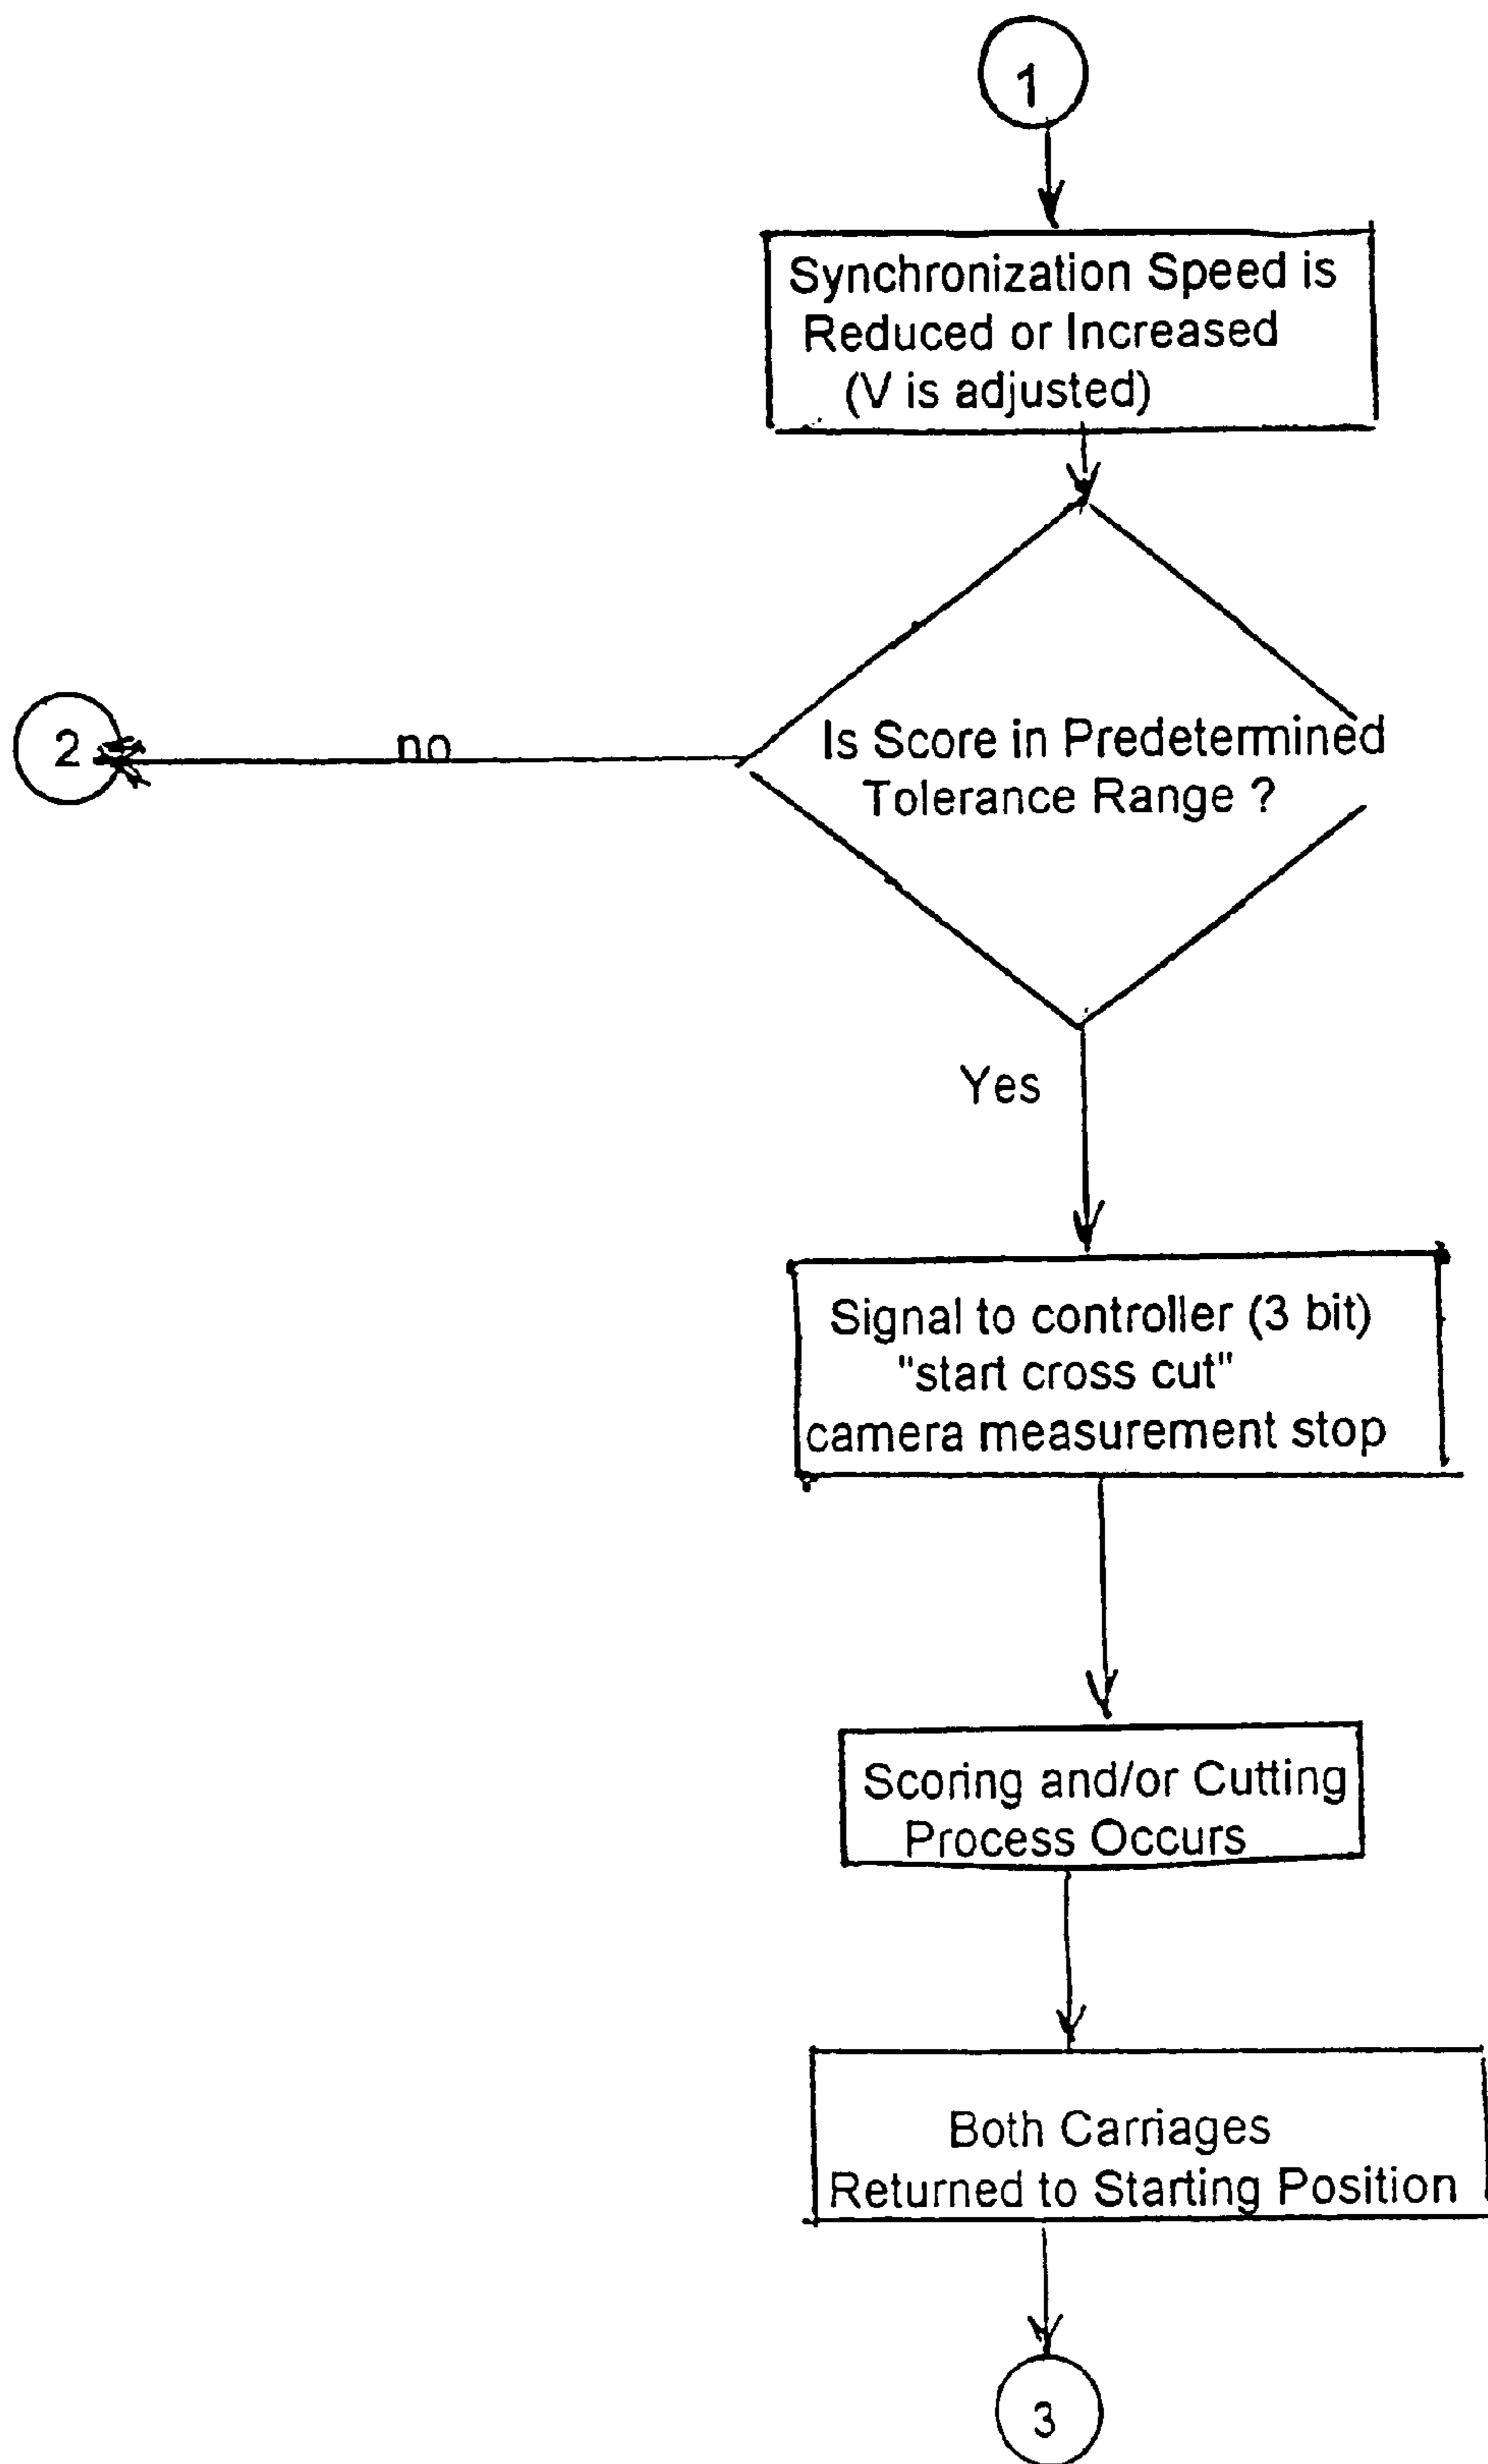 1
Synchronization Speed is
Reduced or Increased
(V is adjusted)
2
no
Is Score in Predetermined
Tolerance Range ?
Yes
Signal to controller (3 bit)
"start cross cut"
camera measurement stop
Scoring and/or Cutting
Process Occurs
Both Carriages
Returned to Starting Position
3